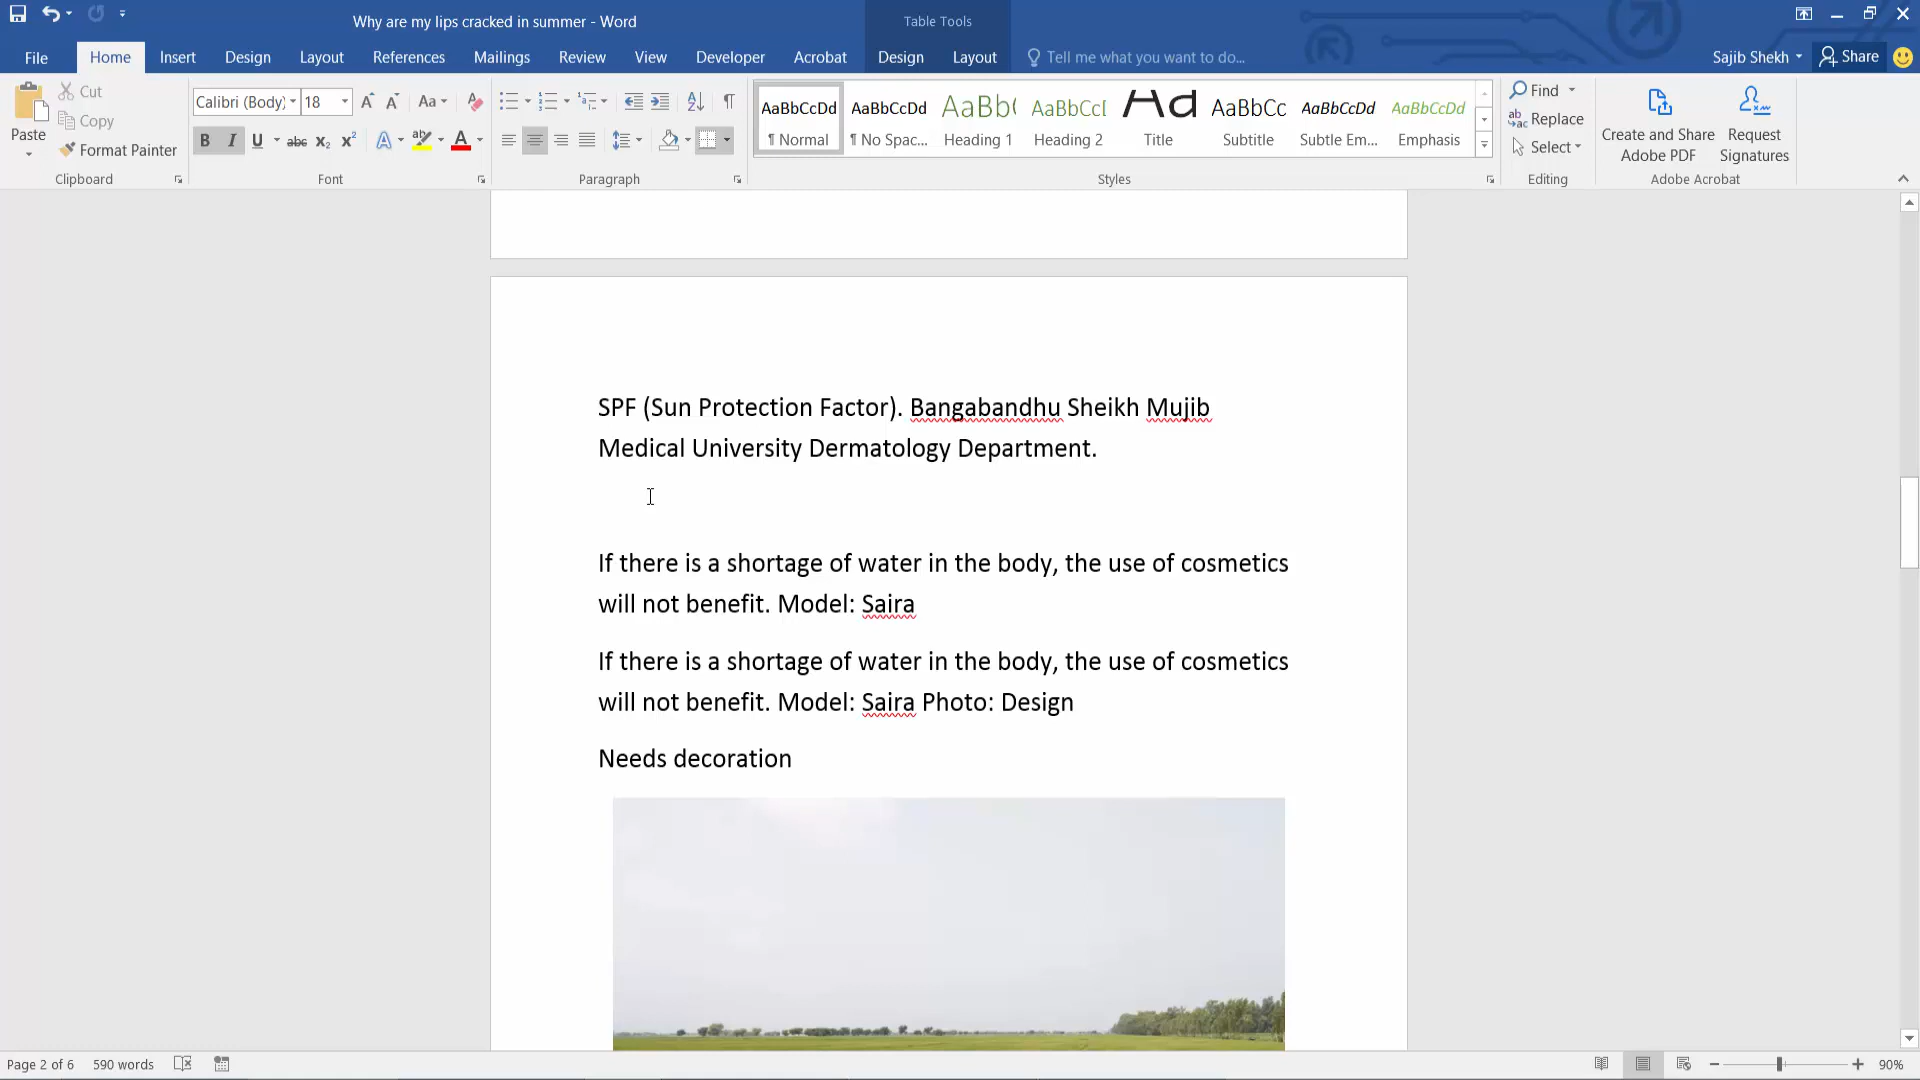 Why are my lips cracked in summer - Word
Table Tools
File Home Insert Design Layout References Mailings Review View Developer Acrobat Design Layout Tell me what you want to do... Sajib Shekh Share
Paste
Cut
Copy
Format Painter
Clipboard
Calibri (Body) 18
Font
Paragraph
AaBbCcDd AaBbCcDd AaBb( AaBbCc[ Ad AaBbCc AaBbCcDd AaBbCcDd
¶ Normal ¶ No Spac... Heading 1 Heading 2 Title Subtitle Subtle Em... Emphasis
Styles
Find
Replace
Select
Editing
Create and Share
Adobe PDF
Request
Signatures
Adobe Acrobat
SPF (Sun Protection Factor). Bangabandhu Sheikh Mujib
Medical University Dermatology Department.
If there is a shortage of water in the body, the use of cosmetics
will not benefit. Model: Saira
If there is a shortage of water in the body, the use of cosmetics
will not benefit. Model: Saira Photo: Design
Needs decoration
Page 2 of 6 590 words 90%